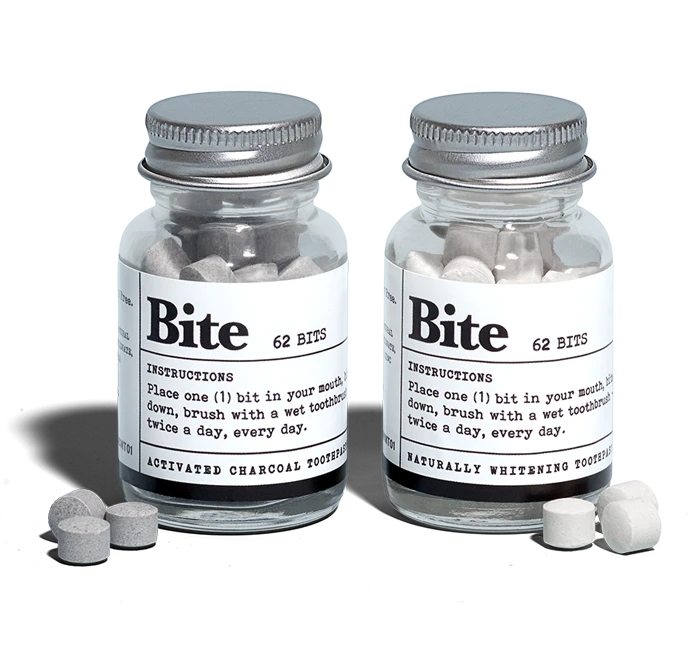 Bite 62 BITS
INSTRUCTIONS
Place one (1) bit in your mouth,
down, brush with a wet toothbrush
twice a day, every day.
ACTIVATED CHARCOAL TOOTHPAS
Bite 62 BITS
INSTRUCTIONS
Place one (1) bit in your mouth,
down, brush with a wet toothbrush
twice a day, every day.
NATURALLY WHITENING TOOTHPAS